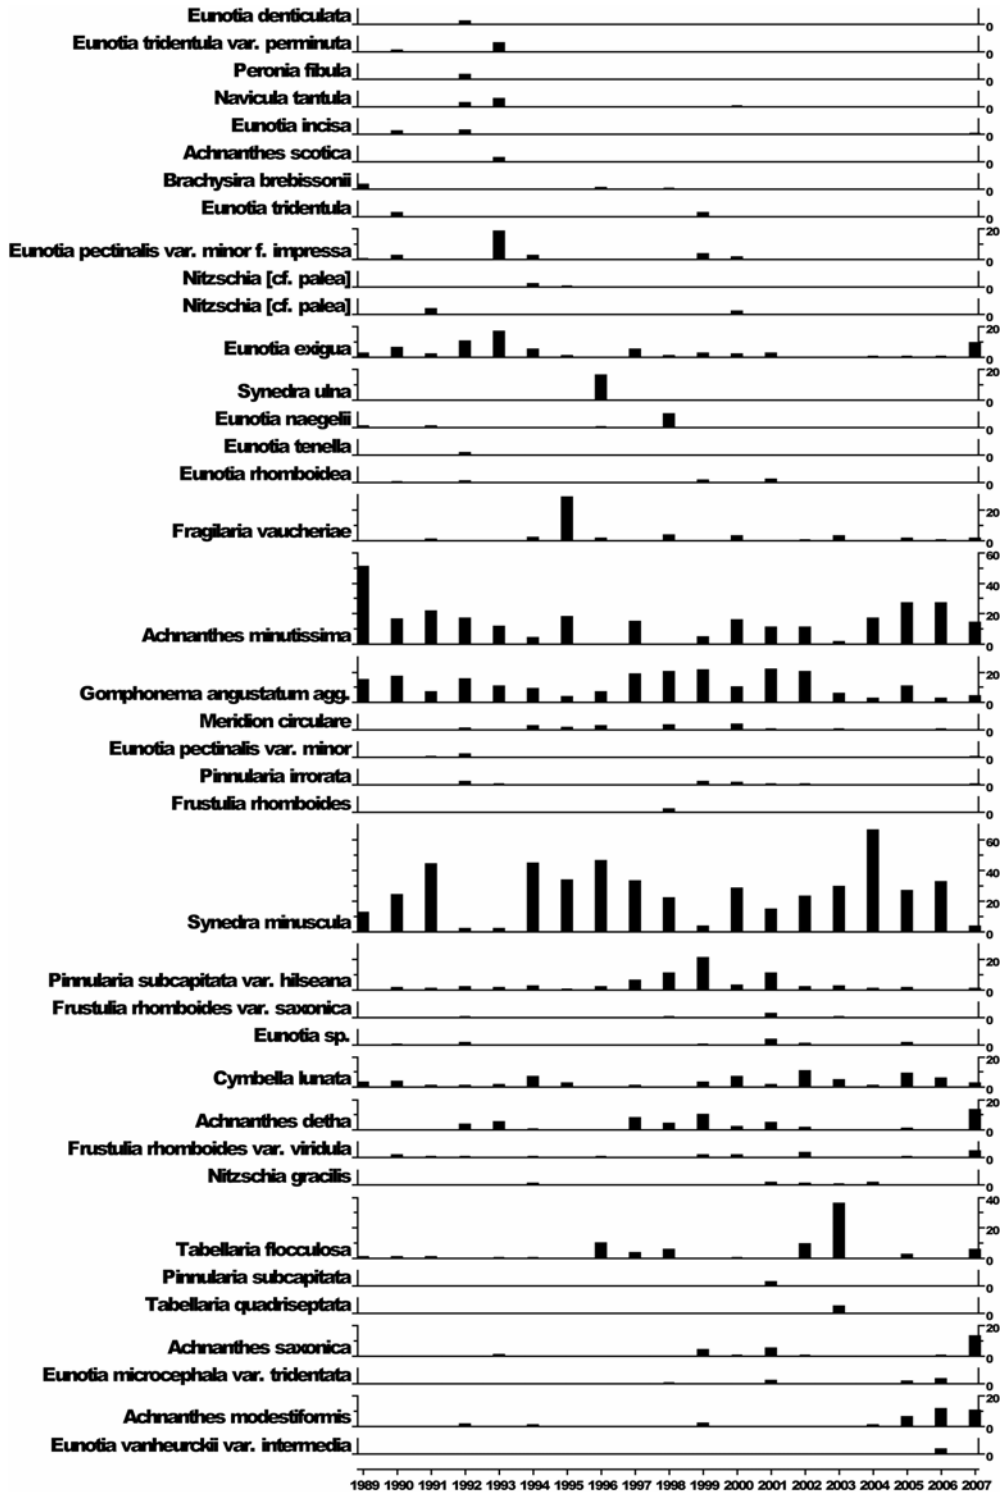 Eunotia denticulata 0
Eunotia tridentula var. perminuta 0
Peronia fibula 0
Navicula tantula 0
Eunotia incisa 0
Achnanthes scotica 0
Brachysira brebissonii 0
Eunotia tridentula 0
20
Eunotia pectinalis var. minor f. impressa 0
Nitzschia [cf. palea] 0
Nitzschia [cf. palea] 0
20
Eunotia exigua 0
20
Synedra ulna 0
Eunotia naegelii 0
Eunotia tenella 0
Eunotia rhomboidea 0
20
Fragilaria vaucheriae 0
60
40
20
Achnanthes minutissima 0
20
Gomphonema angustatum agg. 0
Meridion circulare 0
Eunotia pectinalis var. minor 0
Pinnularia irrorata 0
Frustulia rhomboides 0
60
40
20
Synedra minuscula 0
20
Pinnularia subcapitata var. hilseana 0
Frustulia rhomboides var. saxonica 0
Eunotia sp. 0
20
Cymbella lunata 0
20
Achnanthes detha 0
Frustulia rhomboides var. viridula 0
Nitzschia gracilis 0
40
20
Tabellaria flocculosa 0
Pinnularia subcapitata 0
Tabellaria quadriseptata 0
20
Achnanthes saxonica 0
Eunotia microcephala var. tridentata 0
20
Achnanthes modestiformis 0
Eunotia vanheurckii var. intermedia 0
1989 1990 1991 1992 1993 1994 1995 1996 1997 1998 1999 2000 2001 2002 2003 2004 2005 2006 2007